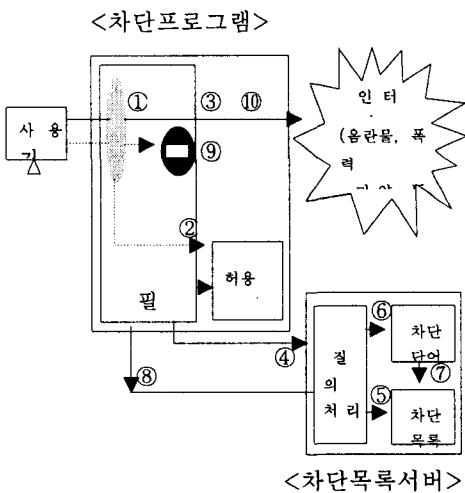 <차단프로그램>
① ③ ⑩
사 용
인 터
(음란물, 폭
력
⑨
②
허용
필
④
⑧
질
의
처 리
⑥
차단
단어
⑦
⑤
차단
목록
<차단목록서버>